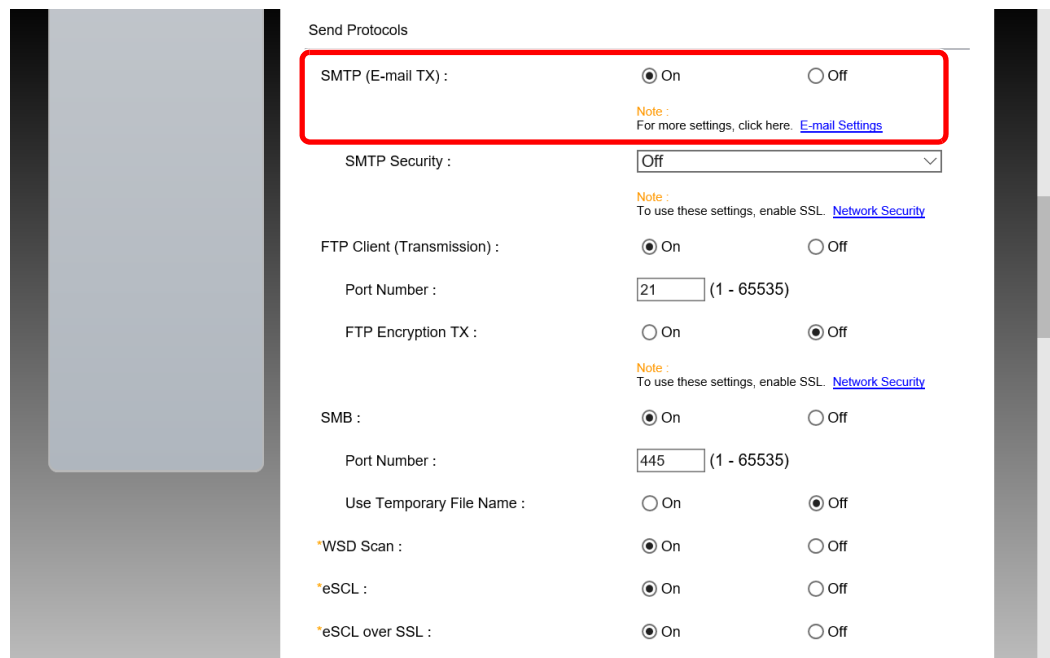 Send Protocols
SMTP (E-mail TX) : On Off
Note :
For more settings, click here. E-mail Settings
SMTP Security : Off
Note :
To use these settings, enable SSL. Network Security
FTP Client (Transmission) : On Off
Port Number : 21 (1 - 65535)
FTP Encryption TX : On Off
Note :
To use these settings, enable SSL. Network Security
SMB : On Off
Port Number : 445 (1 - 65535)
Use Temporary File Name : On Off
*WSD Scan : On Off
*eSCL : On Off
*eSCL over SSL : On Off